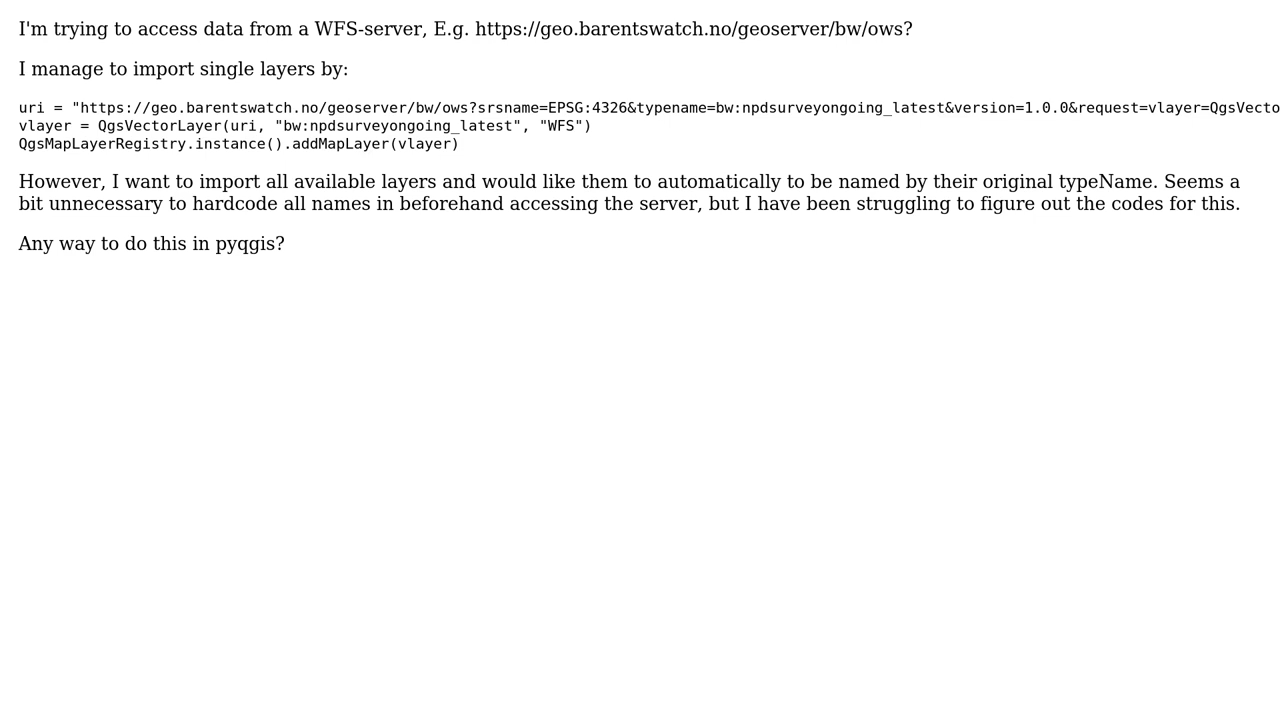 I'm trying to access data from a WFS-server, E.g. https://geo.barentswatch.no/geoserver/bw/ows?
I manage to import single layers by:
uri = "https://geo.barentswatch.no/geoserver/bw/ows?srsname=EPSG:4326&typename=bw:npdsurveyongoing_latest&version=1.0.0&request=vlayer=QgsVecto
vlayer = QgsVectorLayer(uri, "bw:npdsurveyongoing_latest", "WFS")
QgsMapLayerRegistry.instance().addMapLayer(vlayer)
However, I want to import all available layers and would like them to automatically to be named by their original typeName. Seems a
bit unnecessary to hardcode all names in beforehand accessing the server, but I have been struggling to figure out the codes for this.
Any way to do this in pyqgis?